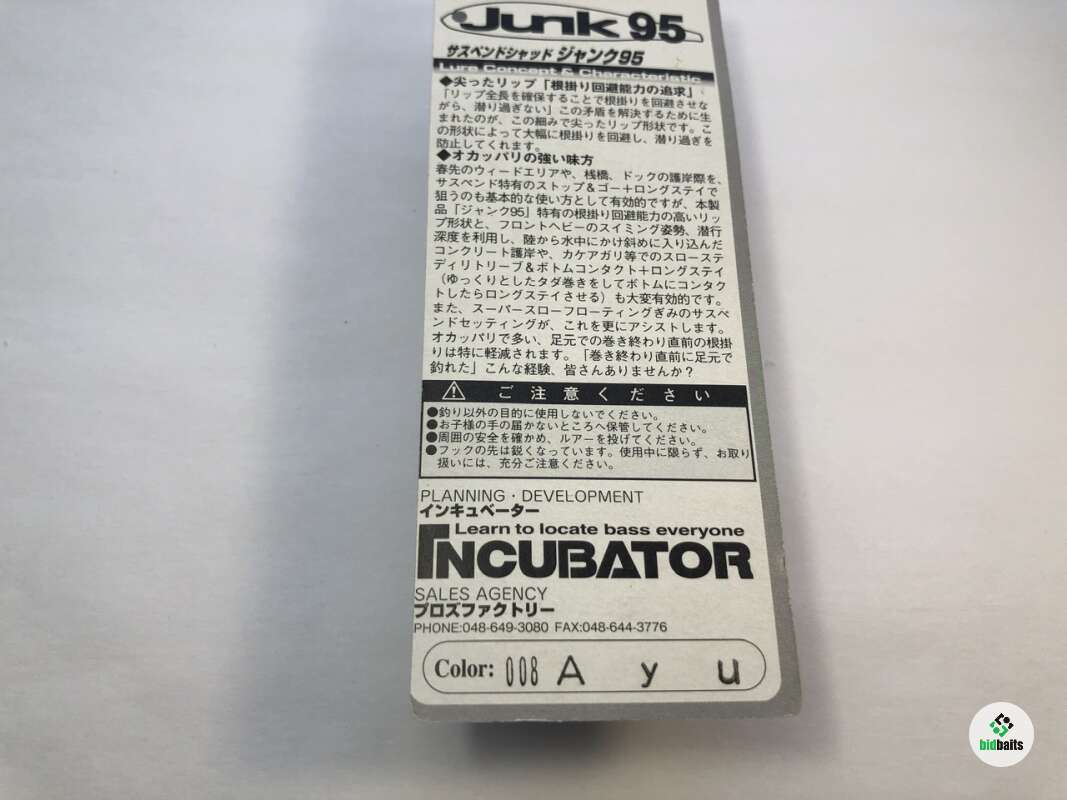 Junk 95
サスペンドシャッド ジャンク95
Lure Concept & Characteristic
◆尖ったリップ「根掛り回避能力の追求」
「リップ全長を確保することで根掛りを回避させな
がら、潜り過ぎない」この矛盾を解決するために生
まれたのが、この細みで尖ったリップ形状です。こ
の形状によって大幅に根掛りを回避し、潜り過ぎを
防止してくれます。
◆オカッパリの強い味方
春先のウィードエリアや、桟橋、ドックの護岸際を、
サスペンド特有のストップ&ゴー+ロングステイで
狙うのも基本的な使い方として有効的ですが、本製
品「ジャンク95」特有の根掛り回避能力の高いリッ
プ形状と、フロントヘビーのスイミング姿勢、潜行
深度を利用し、陸から水中にかけ斜めに入り込んだ
コンクリート護岸や、カケアガリ等でのスローステ
ディリトリーブ&ボトムコンタクト+ロングステイ
(ゆっくりとしたタダ巻きをしてボトムにコンタク
トしたらロングステイさせる)も大変有効的です。
また、スーパースローフローティングぎみのサスペ
ンドセッティングが、これを更にアシストします。
オカッパリで多い、足元での巻き終わり直前の根掛
りは特に軽減されます。「巻き終わり直前に足元で
釣れた」こんな経験、皆さんありませんか?
ご注意ください
●釣り以外の目的に使用しないでください。
●お子様の手の届かないところへ保管してください。
●周囲の安全を確かめ、ルアーを投げてください。
●フックの先は鋭くなっています。使用中に限らず、お取り
扱いには、充分ご注意ください。
PLANNING・DEVELOPMENT
インキュベーター
Learn to locate bass everyone
INCUBATOR
SALES AGENCY
プロズファクトリー
PHONE:048-649-3080 FAX:048-644-3776
Color: 008 Ayu
bidbaits